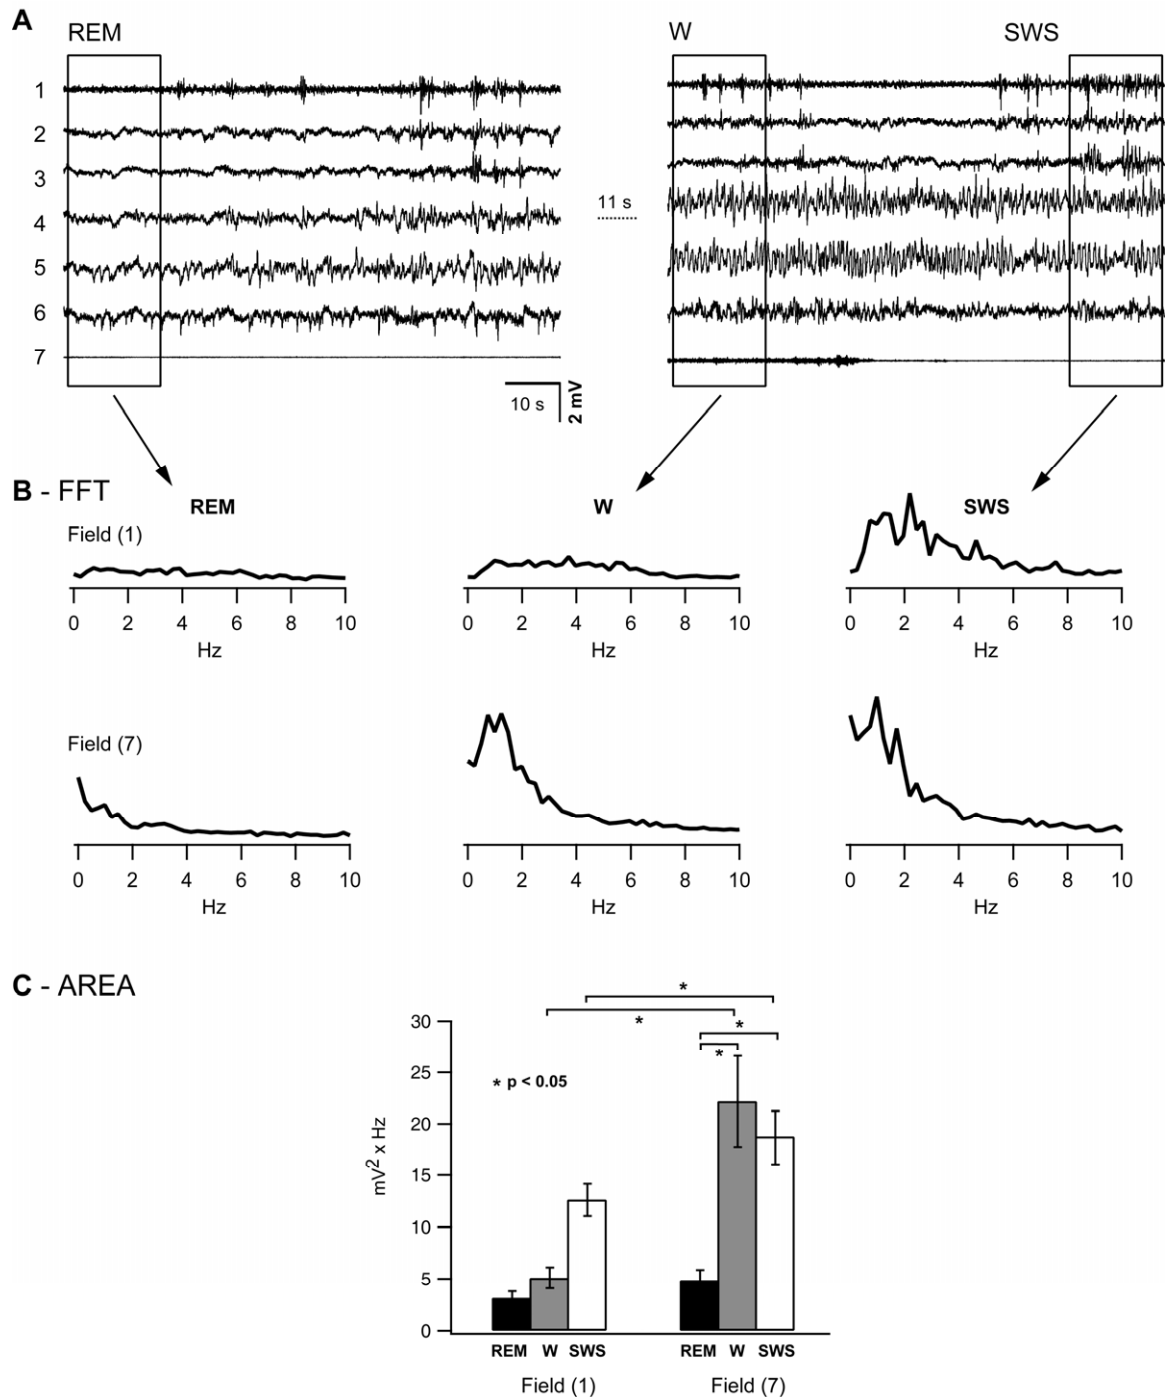 A
REM
W
SWS
1
2
3
4
5
6
7
11 s
10 s
2 mV
B - FFT
REM
W
SWS
Field (1)
0 2 4 6 8 10
Hz
0 2 4 6 8 10
Hz
0 2 4 6 8 10
Hz
Field (7)
0 2 4 6 8 10
Hz
0 2 4 6 8 10
Hz
0 2 4 6 8 10
Hz
C - AREA
*
*
*
*
* p < 0.05
mV² x Hz
30
25
20
15
10
5
0
REM W SWS
REM W SWS
Field (1)
Field (7)